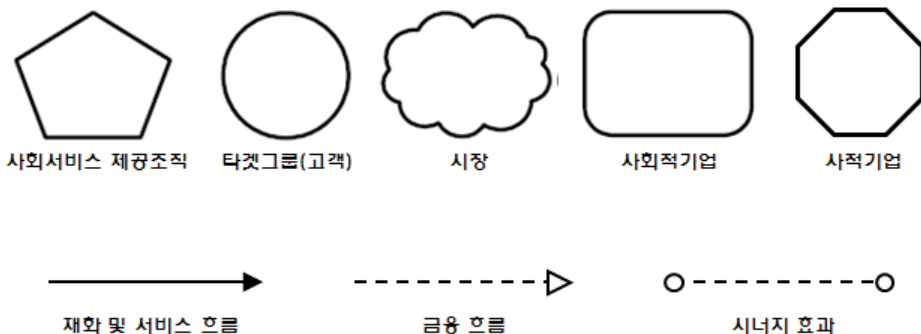 사회서비스 제공조직 타겟그룹(고객) 시장 사회적기업 사적기업
재화 및 서비스 흐름 금융 흐름 시너지 효과